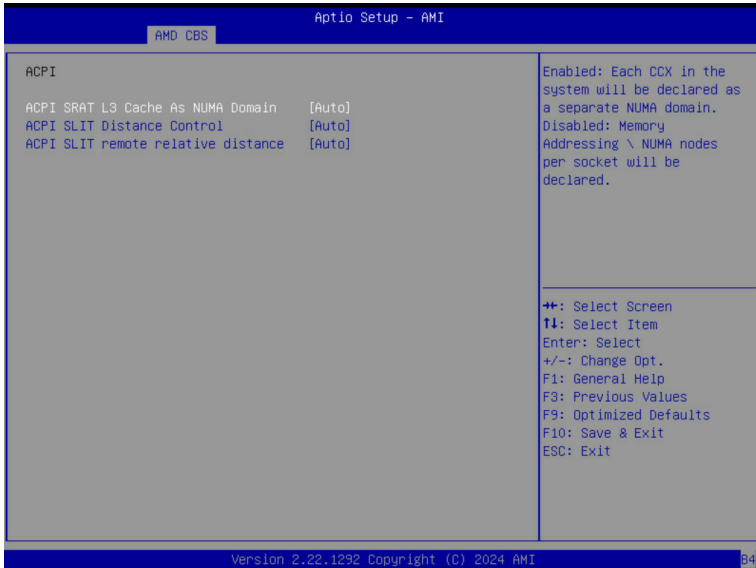 Aptio Setup – AMI
AMD CBS
ACPI
ACPI SRAT L3 Cache As NUMA Domain [Auto]
ACPI SLIT Distance Control [Auto]
ACPI SLIT remote relative distance [Auto]
Enabled: Each CCX in the
system will be declared as
a separate NUMA domain.
Disabled: Memory
Addressing \ NUMA nodes
per socket will be
declared.
→←: Select Screen
↑↓: Select Item
Enter: Select
+/-: Change Opt.
F1: General Help
F3: Previous Values
F9: Optimized Defaults
F10: Save & Exit
ESC: Exit
Version 2.22.1292 Copyright (C) 2024 AMI
B4